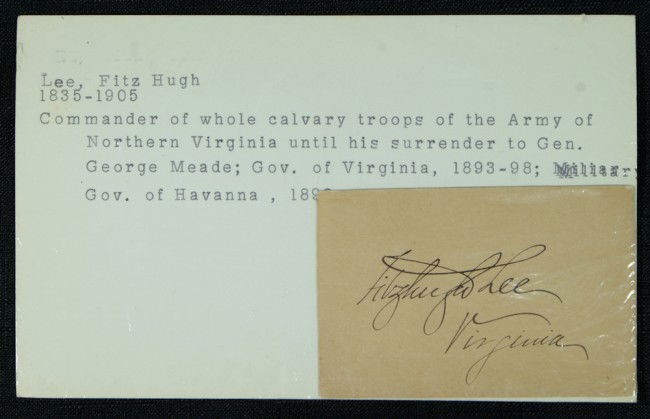 Lee, Fitz Hugh
1835-1905
Commander of whole calvary troops of the Army of
Northern Virginia until his surrender to Gen.
George Meade; Gov. of Virginia, 1893-98; Military
Gov. of Havanna , 189
Fitzhugh Lee
Virginia